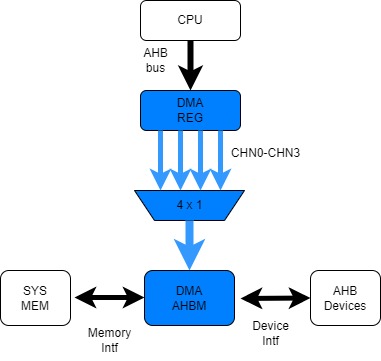 CPU
AHB
bus
DMA
REG
CHN0-CHN3
4 x 1
SYS
MEM
DMA
AHBM
AHB
Devices
Memory
Intf
Device
Intf